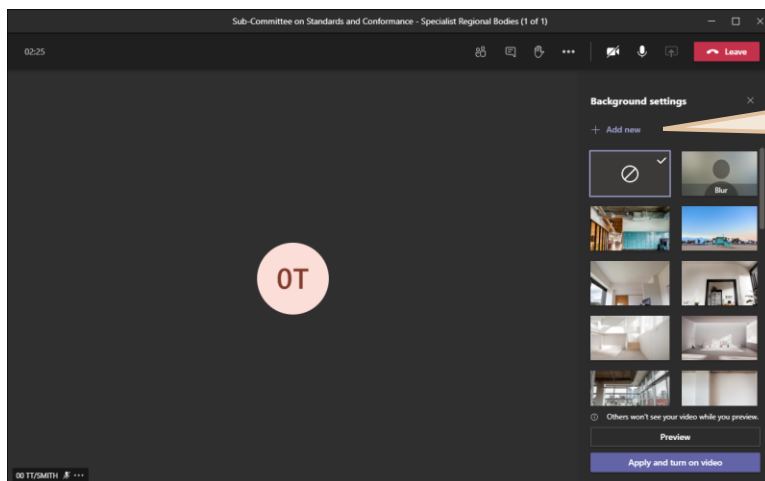 Sub-Committee on Standards and Conformance - Specialist Regional Bodies (1 of 1)
02:25
Leave
Background settings
+ Add new
Blur
0T
Others won't see your video while you preview.
Preview
Apply and turn on video
00 TT/SMITH